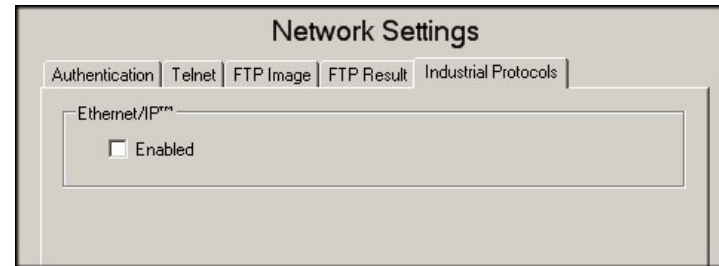 Network Settings
Authentication Telnet FTP Image FTP Result Industrial Protocols
Ethernet/IP™
Enabled